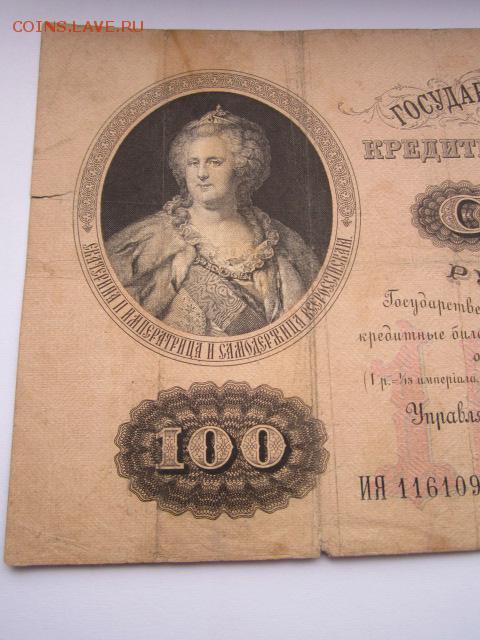 COINS.LAVE.RU
ГОСУДАР
КРЕДИТ
ЕКАТЕРИНА II ИМПЕРАТРИЦА И САМОДЕРЖИЦА ВСЕРОССІЙСКАЯ.
С
РУ
Государстве
кредитные биле
(1 р.=1/15 имперіала,
Управля
100
ИЯ 116109